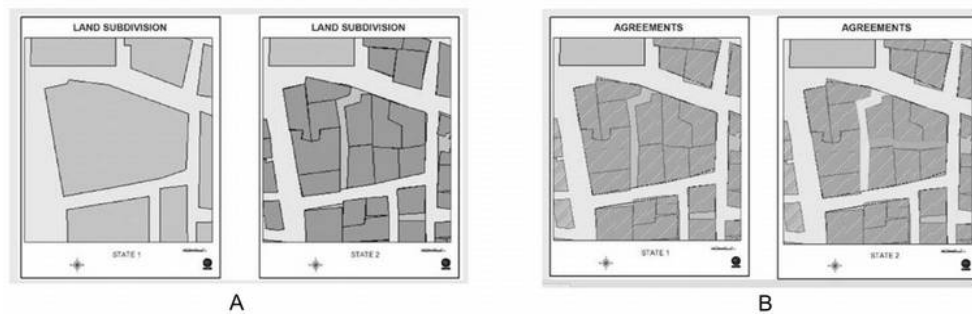 LAND SUBDIVISION
LAND SUBDIVISION
AGREEMENTS
AGREEMENTS
STATE 1
STATE 2
STATE 1
STATE 2
A
B